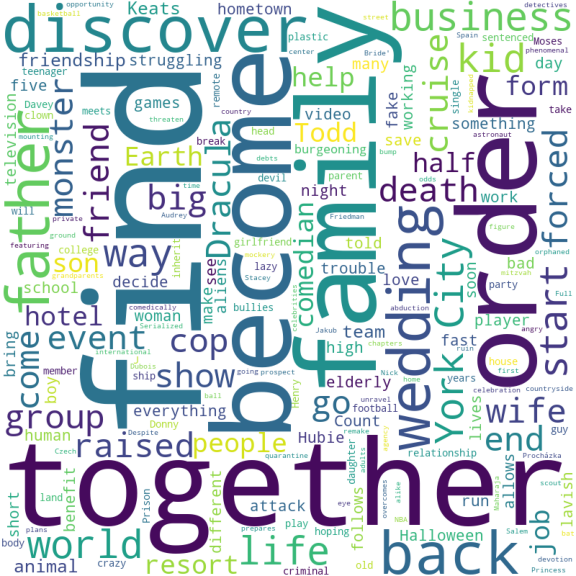 discover
Keats
hometown
opportunity
basketball
street
business
detectives
Spain
sentenced
friendship
struggling
plastic
center
Bride'
Moses
phenomenal
teenager
five
games
many
help
kid
day
meets
remote
video
working
fake
cruise
single
kidnapped
form
take
television
Davey
clown
mounting
monster
friend
Earth
country
threaten
break
head
debts
Todd
burgeoning
save
something
astronaut
father
will
big
Dracula
devil
parent
bump
half
forced
time
Audrey
night
Friedman
odds
death
work
order
private
featuring
ground
way
find
become
family
comedian
told
figure
orphaned
college
son
inherit
girlfriend
trouble
love
soon
bad
mitzvah
Full
grandparents
decide
make
see
mockery
lazy
wedding
York City
party
start
school
comedically
Serialized
woman
allies
Stacey
bullies
celebrities
team
player
angry
hotel
event
cop
high
Jakub
abduction
fast
house
ruin
first
bring
come
international
Dubois
going prospect
chapters
Nick
home
years
celebration
countryside
boy
member
ship
show
elderly
unravel
football
lives
wife
guy
group
everything
ball
Henry
go
Count
remake
agency
human
Donny
Despite
Hubie
end
raised
people
quarantine
daughter
adults
relationship
Procházka
Czech
together
short
land
Prison
benefit
different
attack
eye
alike
follows
NBA
run
Maharaja
allows
scout
job
lavish
body
plans
world
crazy
prepares
play
hoping
life
overcomes
Halloween
Salem
devotion
animal
resort
criminal
old
back
Princess